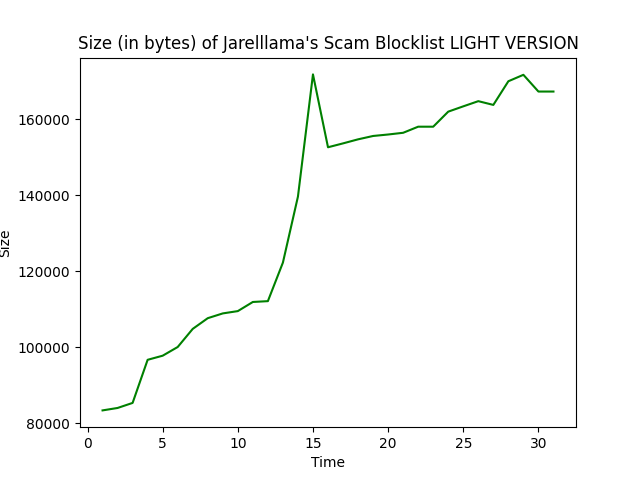 Size (in bytes) of Jarelllama's Scam Blocklist LIGHT VERSION
160000
140000
120000
100000
80000
Size
0 5 10 15 20 25 30
Time